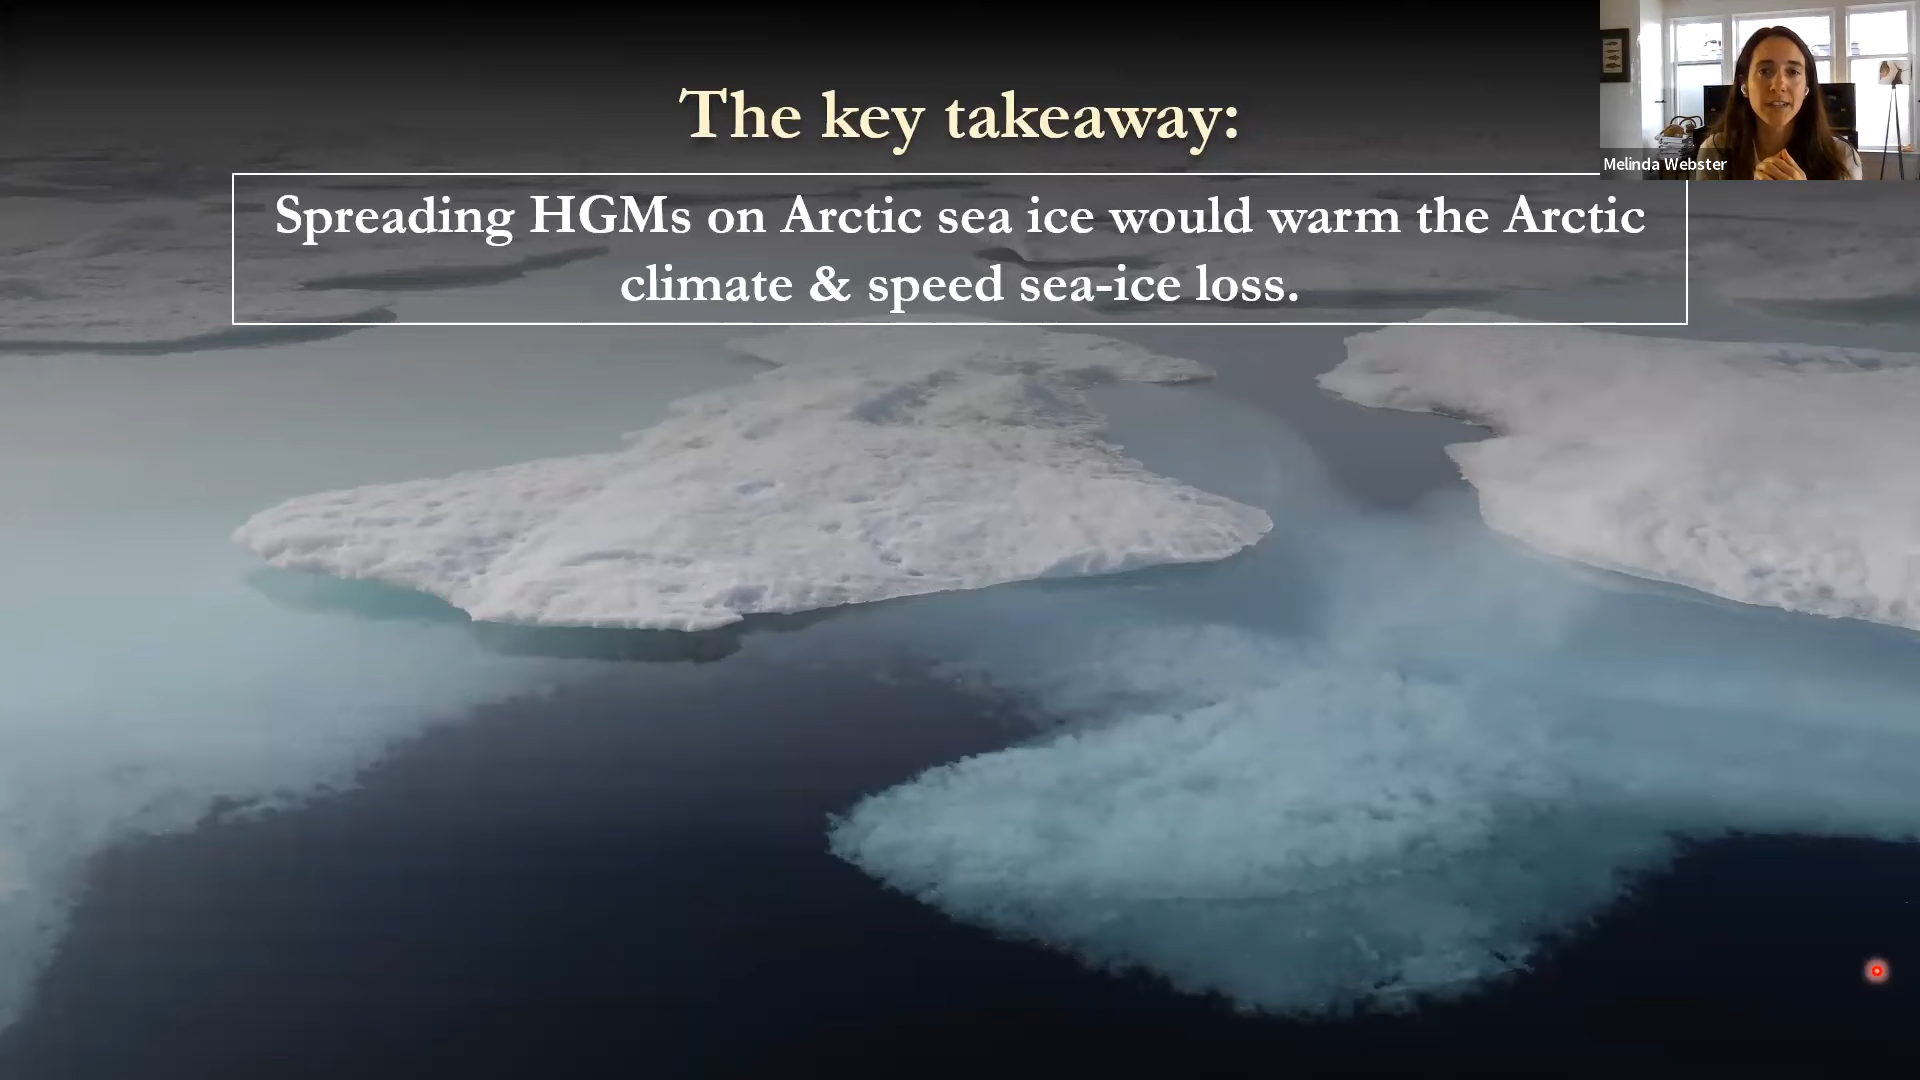 The key takeaway:
Spreading HGMs on Arctic sea ice would warm the Arctic
climate & speed sea-ice loss.
Melinda Webster